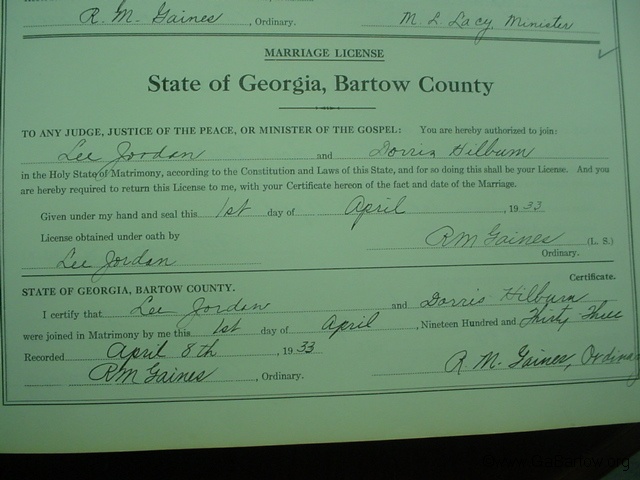 R. M. Gaines, Ordinary. M. L. Lacy, Minister
MARRIAGE LICENSE
State of Georgia, Bartow County
TO ANY JUDGE, JUSTICE OF THE PEACE, OR MINISTER OF THE GOSPEL: You are hereby authorized to join:
Lee Jordan and Dorris Hilburn
in the Holy State of Matrimony, according to the Constitution and Laws of this State, and for so doing this shall be your License. And you
are hereby required to return this License to me, with your Certificate hereon of the fact and date of the Marriage.
Given under my hand and seal this 1st day of April, 1933
License obtained under oath by RM Gaines (L. S.)
Lee Jordan Ordinary.
Certificate.
STATE OF GEORGIA, BARTOW COUNTY.
I certify that Lee Jordan and Dorris Hilburn
were joined in Matrimony by me this 1st day of April, Nineteen Hundred and Thirty Three
Recorded April 8th, 1933 R. M. Gaines, Ordinary
RM Gaines, Ordinary.